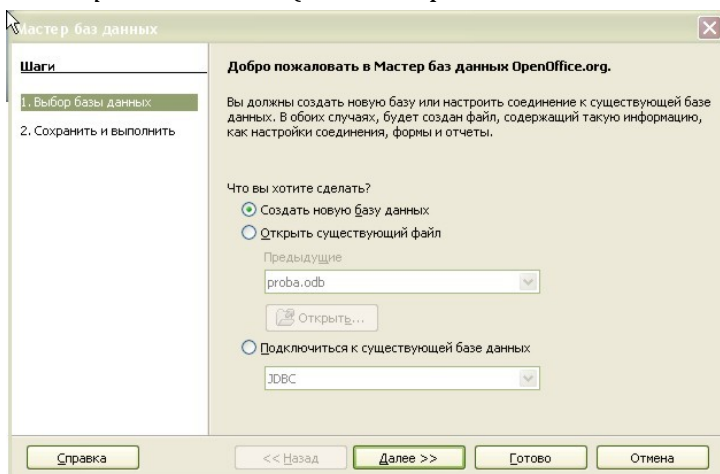 Мастер баз данных
Шаги
1. Выбор базы данных
2. Сохранить и выполнить
Добро пожаловать в Мастер баз данных OpenOffice.org.
Вы должны создать новую базу или настроить соединение к существующей базе
данных. В обоих случаях, будет создан файл, содержащий такую информацию,
как настройки соединения, формы и отчеты.
Что вы хотите сделать?
Создать новую базу данных
Открыть существующий файл
Предыдущие
proba.odb
Открыть...
Подключиться к существующей базе данных
JDBC
Справка
<< Назад
Далее >>
Готово
Отмена